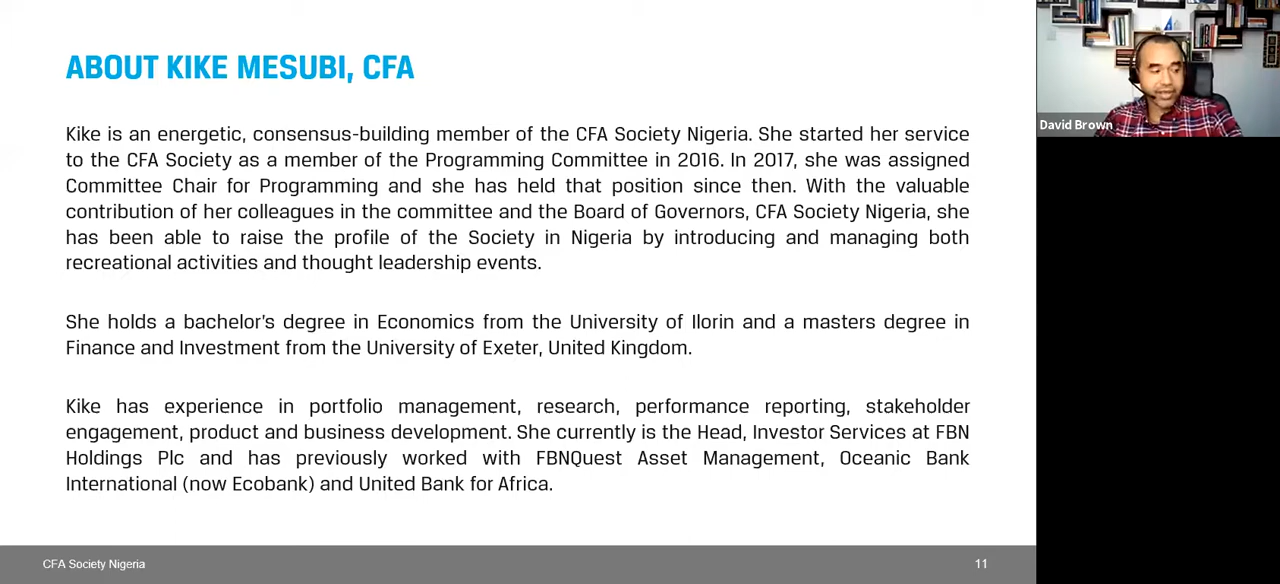 ABOUT KIKE MESUBI, CFA
Kike is an energetic, consensus-building member of the CFA Society Nigeria. She started her service
to the CFA Society as a member of the Programming Committee in 2016. In 2017, she was assigned
Committee Chair for Programming and she has held that position since then. With the valuable
contribution of her colleagues in the committee and the Board of Governors, CFA Society Nigeria, she
has been able to raise the profile of the Society in Nigeria by introducing and managing both
recreational activities and thought leadership events.
She holds a bachelor's degree in Economics from the University of Ilorin and a masters degree in
Finance and Investment from the University of Exeter, United Kingdom.
Kike has experience in portfolio management, research, performance reporting, stakeholder
engagement, product and business development. She currently is the Head, Investor Services at FBN
Holdings Plc and has previously worked with FBNQuest Asset Management, Oceanic Bank
International (now Ecobank) and United Bank for Africa.
CFA Society Nigeria
11
David Brown